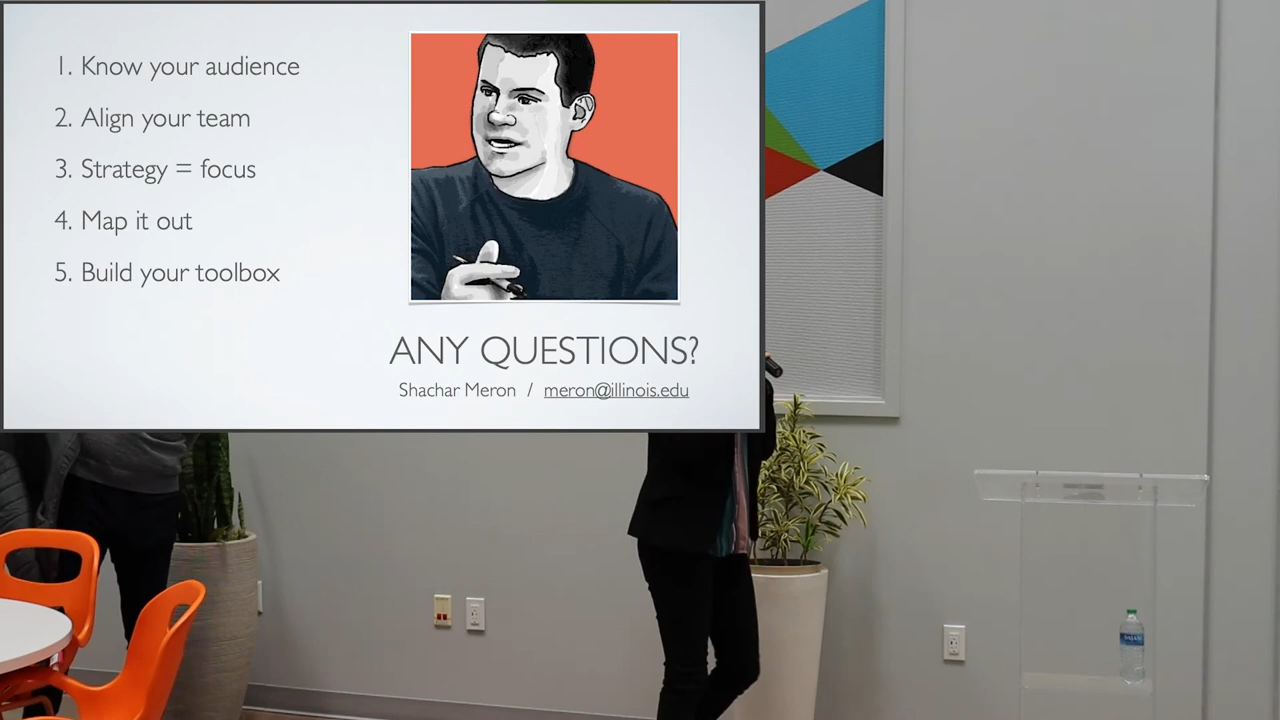 1. Know your audience
2. Align your team
3. Strategy = focus
4. Map it out
5. Build your toolbox
ANY QUESTIONS?
Shachar Meron / meron@illinois.edu